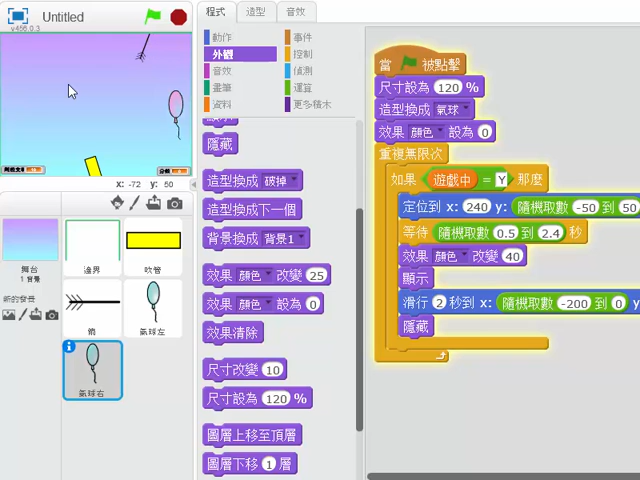 Untitled
v456.0.3
x: -72 y: 50
舞台
1 背景
新的背景
邊界
吹管
箭
氣球左
氣球右
程式
造型
音效
動作
外觀
音效
畫筆
資料
事件
控制
偵測
運算
更多積木
隱藏
造型換成 破掉
造型換成下一個
背景換成 背景1
效果 顏色 改變 25
效果 顏色 設為 0
效果清除
尺寸改變 10
尺寸設為 120 %
圖層上移至頂層
圖層下移 1 層
當 被點擊
尺寸設為 120 %
造型換成 氣球
效果 顏色 設為 0
重複無限次
如果 遊戲中 = Y 那麼
定位到 x: 240 y: 隨機取數 -50 到 50
等待 隨機取數 0.5 到 2.4 秒
效果 顏色 改變 40
顯示
滑行 2 秒到 x: 隨機取數 -200 到 0 y
隱藏